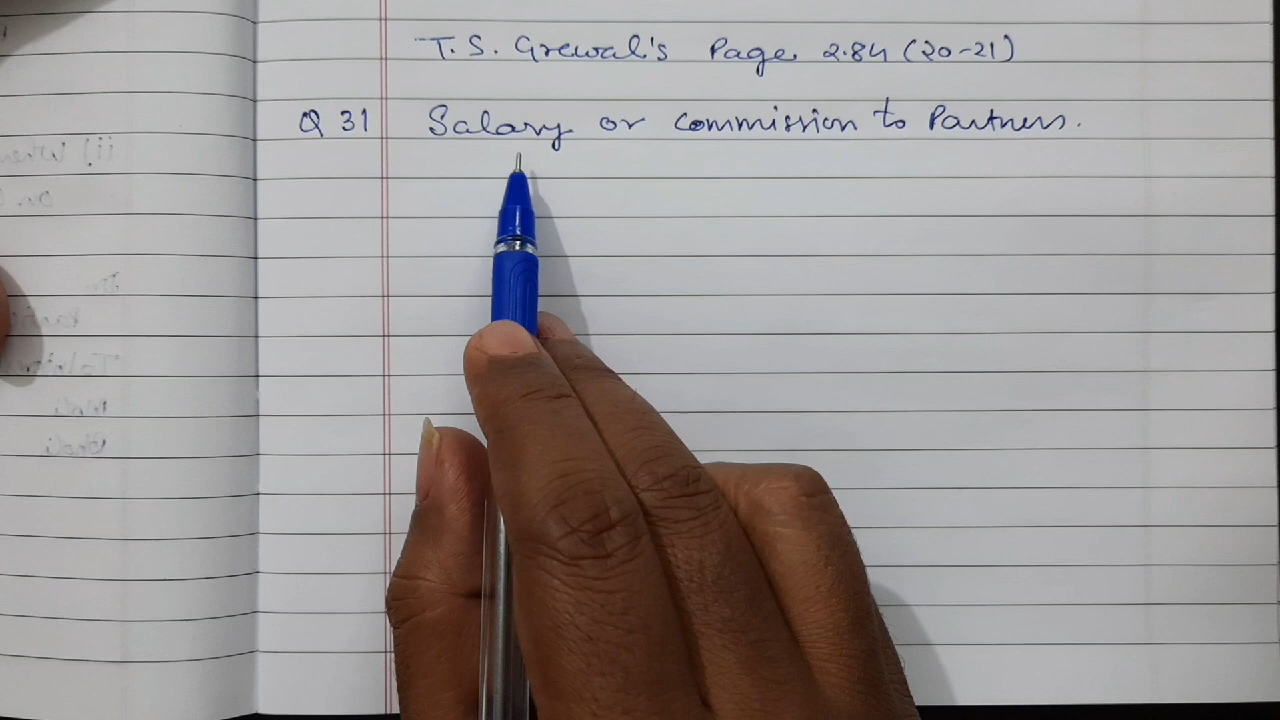 T. S. Grewal's Page 2.84 (20-21)
Q 31 Salary or commission to Partners.